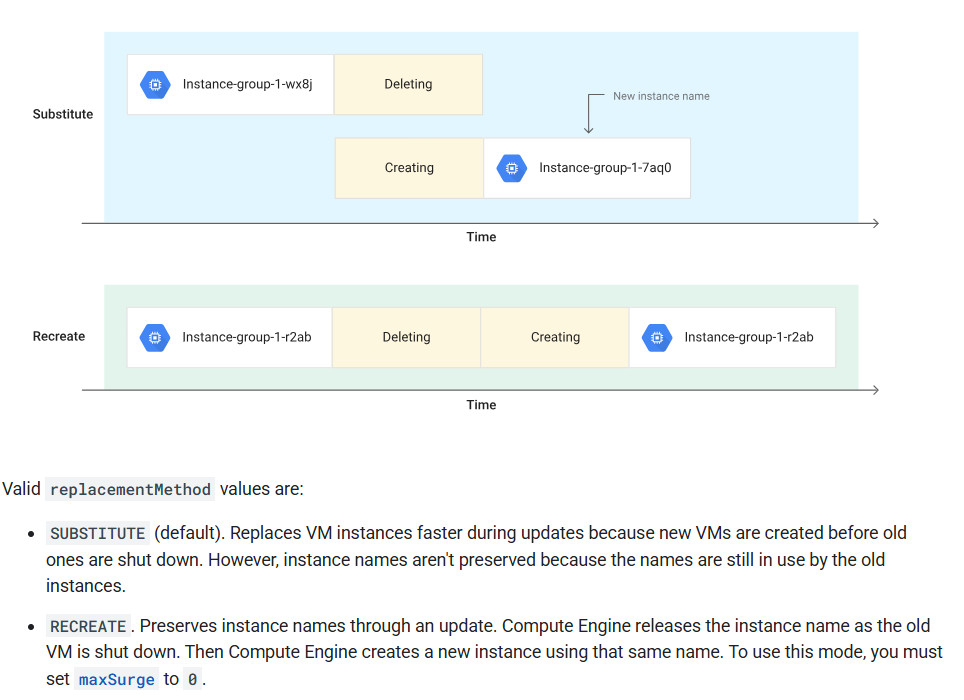 Instance-group-1-wx8j Deleting
New instance name
Substitute
Creating Instance-group-1-7aq0
Time
Recreate Instance-group-1-r2ab Deleting Creating Instance-group-1-r2ab
Time
Valid replacementMethod values are:
• SUBSTITUTE (default). Replaces VM instances faster during updates because new VMs are created before old
ones are shut down. However, instance names aren't preserved because the names are still in use by the old
instances.
• RECREATE. Preserves instance names through an update. Compute Engine releases the instance name as the old
VM is shut down. Then Compute Engine creates a new instance using that same name. To use this mode, you must
set maxSurge to 0.